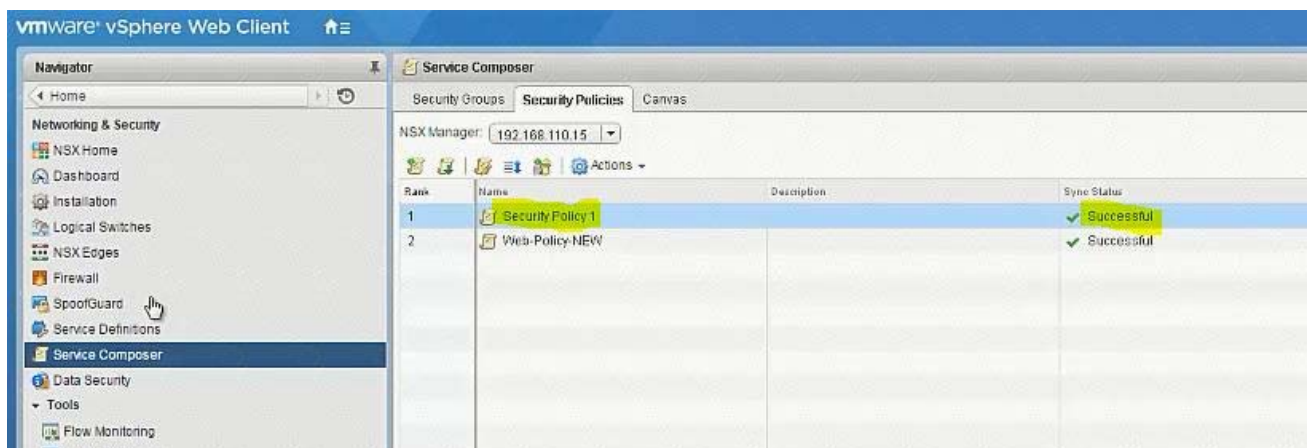 vmware® vSphere Web Client
Navigator
Home
Networking & Security
NSX Home
Dashboard
Installation
Logical Switches
NSX Edges
Firewall
SpoofGuard
Service Definitions
Service Composer
Data Security
Tools
Flow Monitoring
Service Composer
Security Groups Security Policies Canvas
NSX Manager: 192.168.110.15
Actions
Rank Name Description Sync Status
1 Security Policy 1 Successful
2 Web-Policy-NEW Successful